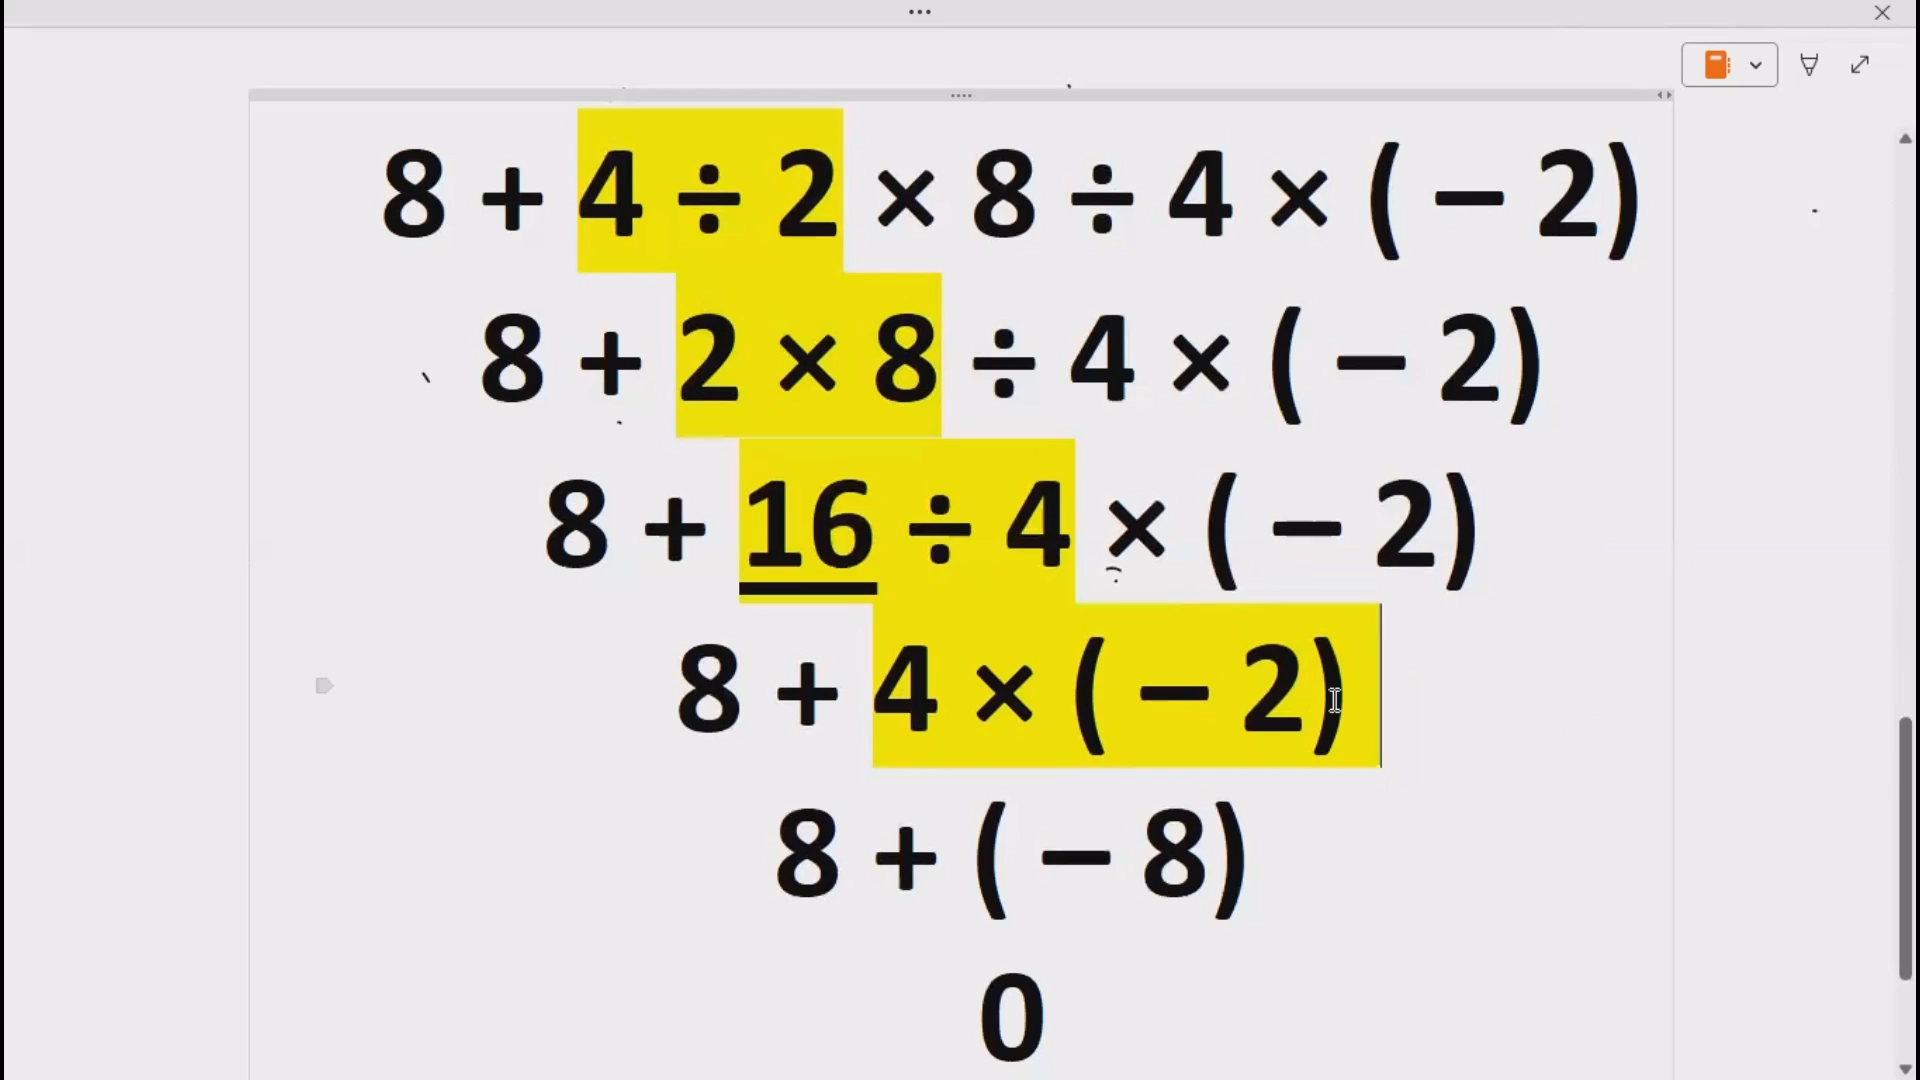 8 + 4 ÷ 2 × 8 ÷ 4 × ( − 2)
8 + 2 × 8 ÷ 4 × ( − 2)
8 + 16 ÷ 4 × ( − 2)
8 + 4 × ( − 2)
8 + ( − 8)
0